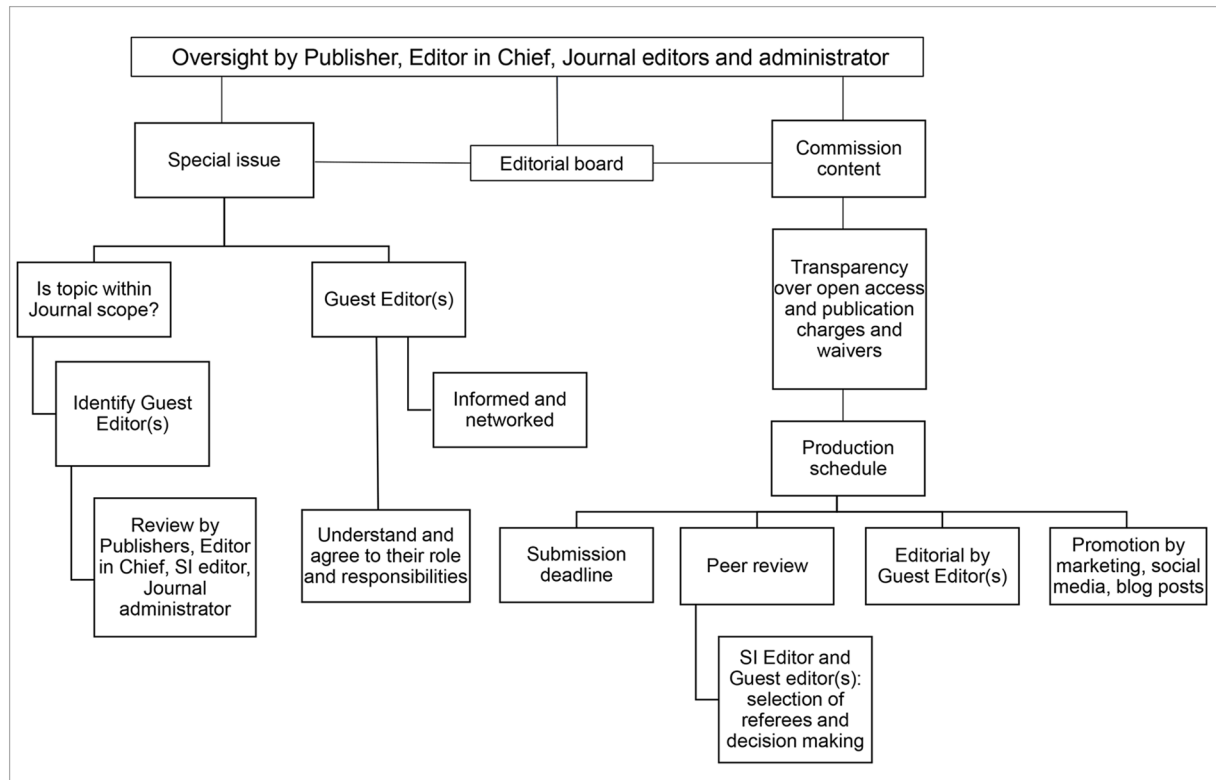 Oversight by Publisher, Editor in Chief, Journal editors and administrator
Special issue
Editorial board
Commission
content
Is topic within
Journal scope?
Guest Editor(s)
Transparency
over open access
and publication
charges and
waivers
Identify Guest
Editor(s)
Informed and
networked
Production
schedule
Review by
Publishers, Editor
in Chief, SI editor,
Journal
administrator
Understand and
agree to their role
and responsibilities
Submission
deadline
Peer review
Editorial by
Guest Editor(s)
Promotion by
marketing, social
media, blog posts
SI Editor and
Guest editor(s):
selection of
referees and
decision making